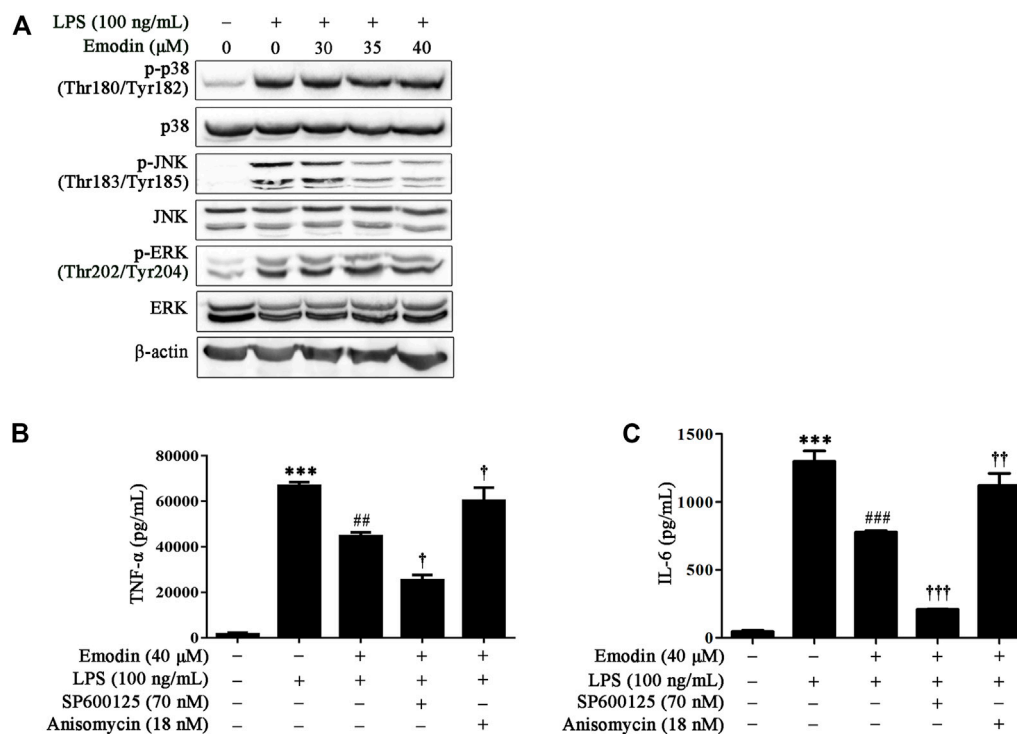 A
LPS (100 ng/mL) – + + + +
Emodin (μM) 0 0 30 35 40
p-p38
(Thr180/Tyr182)
p38
p-JNK
(Thr183/Tyr185)
JNK
p-ERK
(Thr202/Tyr204)
ERK
β-actin
B
TNF-α (pg/mL)
80000
60000
40000
20000
0
***
##
†
†
Emodin (40 μM) – – + + +
LPS (100 ng/mL) – + + + +
SP600125 (70 nM) – – – + –
Anisomycin (18 nM) – – – – +
C
IL-6 (pg/mL)
1500
1000
500
0
***
###
†††
††
Emodin (40 μM) – – + + +
LPS (100 ng/mL) – + + + +
SP600125 (70 nM) – – – + –
Anisomycin (18 nM) – – – – +